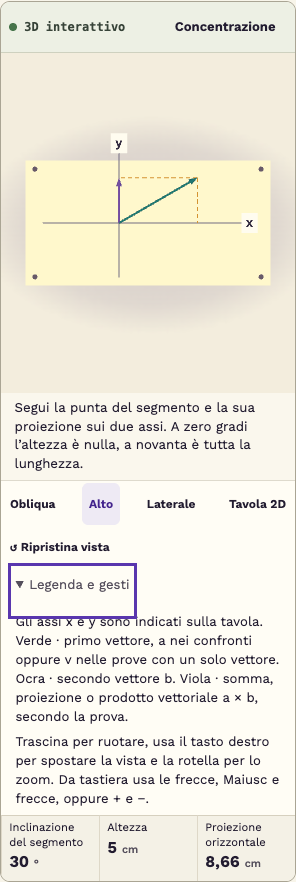 3D interattivo
Concentrazione
y
x
Segui la punta del segmento e la sua
proiezione sui due assi. A zero gradi
l'altezza è nulla, a novanta è tutta la
lunghezza.
Obliqua
Alto
Laterale
Tavola 2D
↺ Ripristina vista
▼ Legenda e gesti
Gli assi x e y sono indicati sulla tavola.
Verde · primo vettore, a nei confronti
oppure v nelle prove con un solo vettore.
Ocra · secondo vettore b. Viola · somma,
proiezione o prodotto vettoriale a × b,
secondo la prova.
Trascina per ruotare, usa il tasto destro
per spostare la vista e la rotella per lo
zoom. Da tastiera usa le frecce, Maiusc e
frecce, oppure + e −.
Inclinazione
del segmento
30 °
Altezza
5 cm
Proiezione
orizzontale
8,66 cm